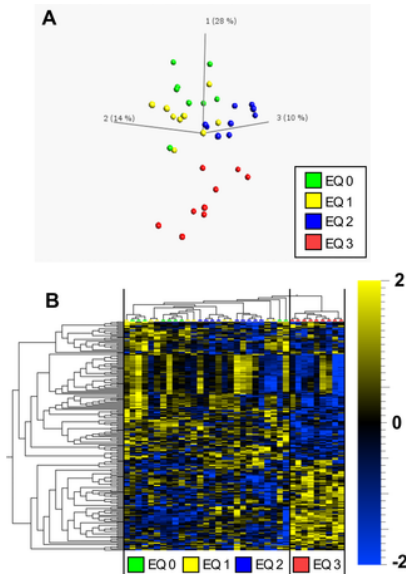 A
1 (28 %)
2 (14 %)
3 (10 %)
EQ 0
EQ 1
EQ 2
EQ 3
B
2
0
-2
EQ 0 EQ 1 EQ 2 EQ 3